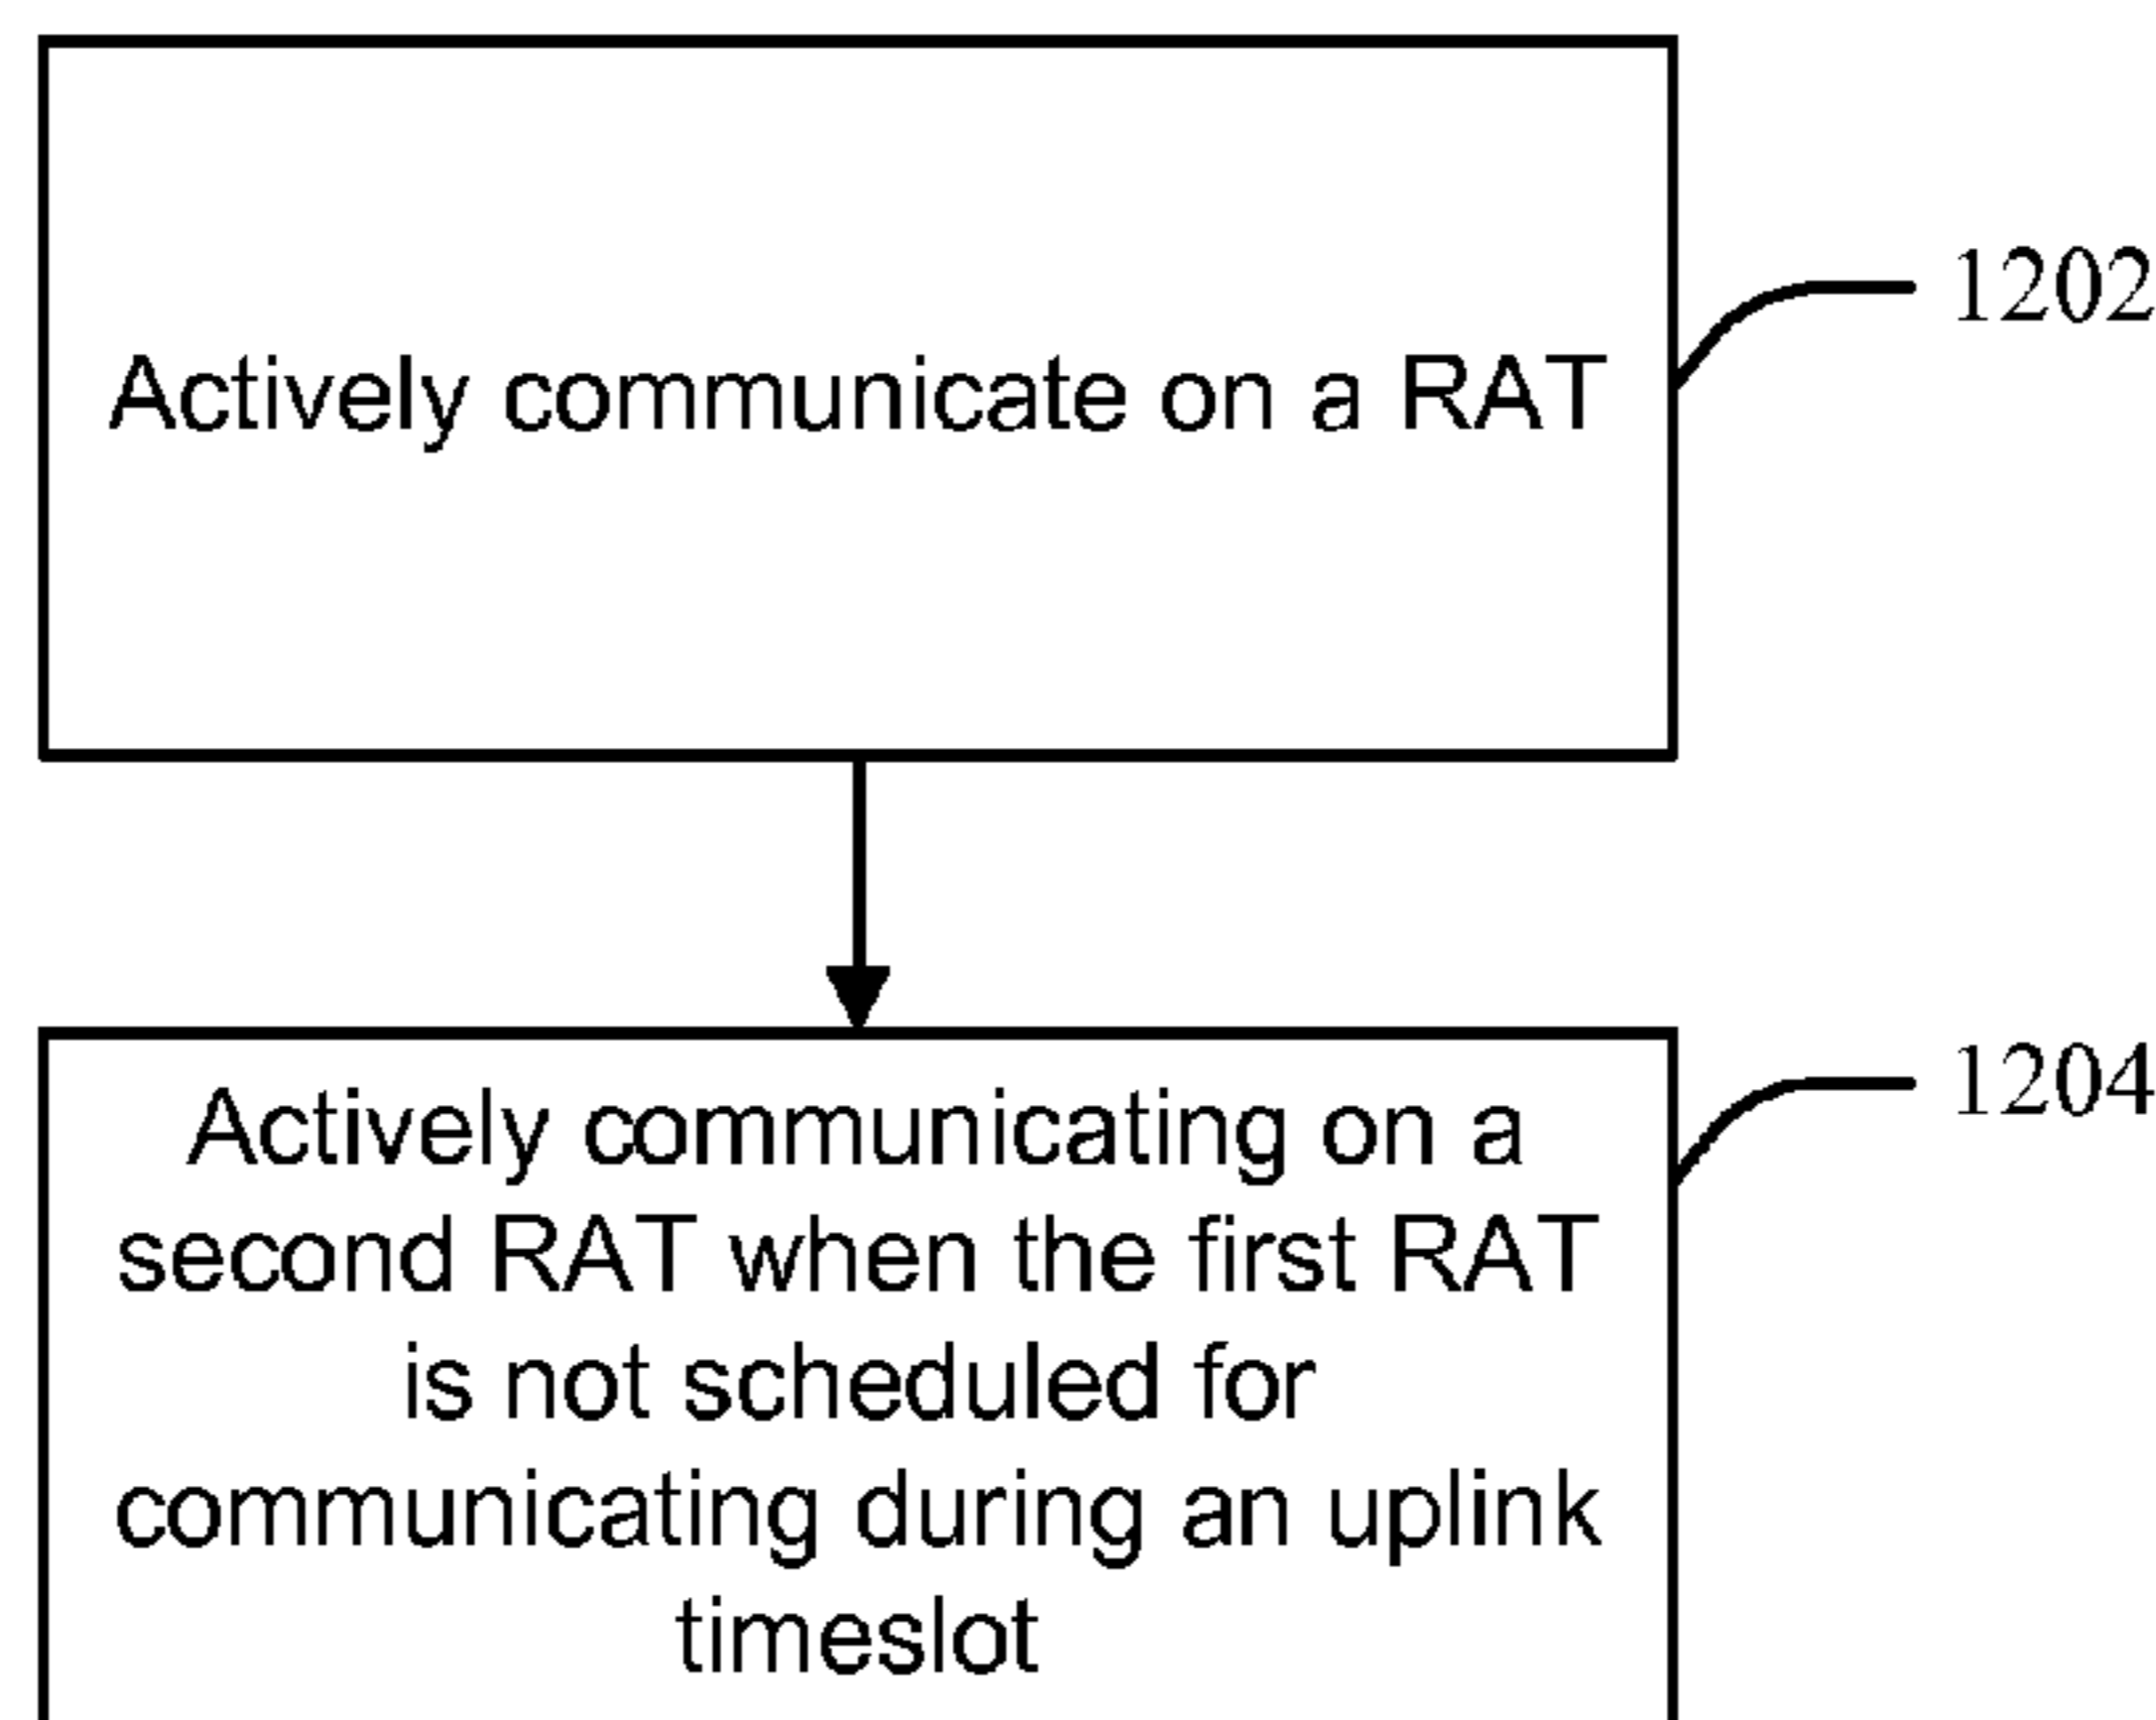 Actively communicate on a RAT
1202
Actively communicating on a
second RAT when the first RAT
is not scheduled for
communicating during an uplink
timeslot
1204